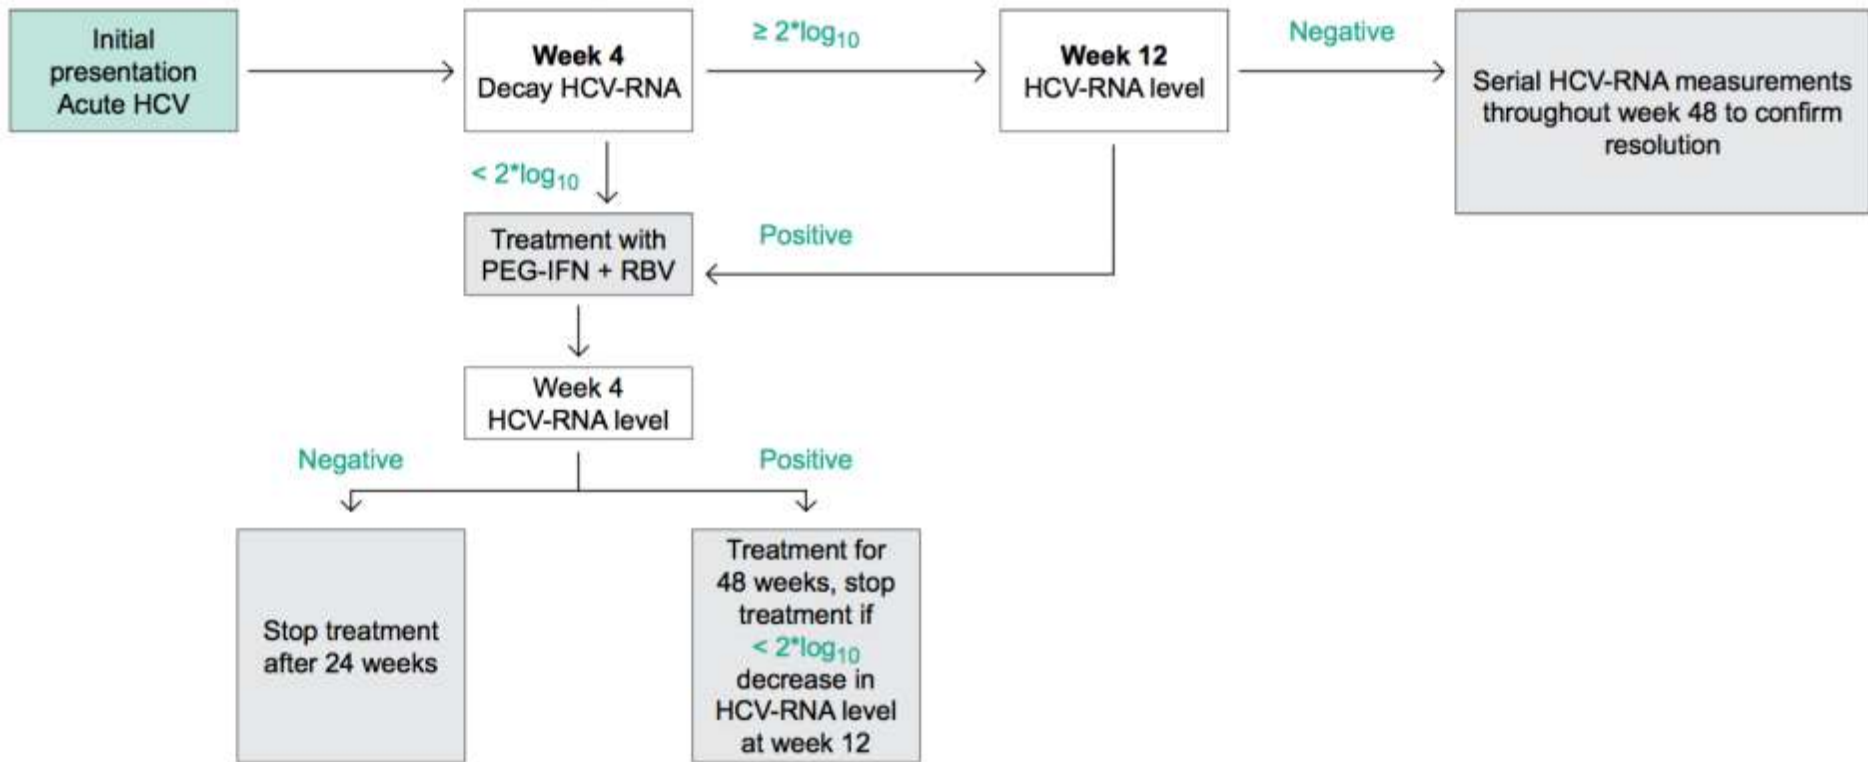 Initial
presentation
Acute HCV
Week 4
Decay HCV-RNA
≥ 2*log10
Week 12
HCV-RNA level
Negative
Serial HCV-RNA measurements
throughout week 48 to confirm
resolution
< 2*log10
Treatment with
PEG-IFN + RBV
Positive
Week 4
HCV-RNA level
Negative
Positive
Stop treatment
after 24 weeks
Treatment for
48 weeks, stop
treatment if
< 2*log10
decrease in
HCV-RNA level
at week 12